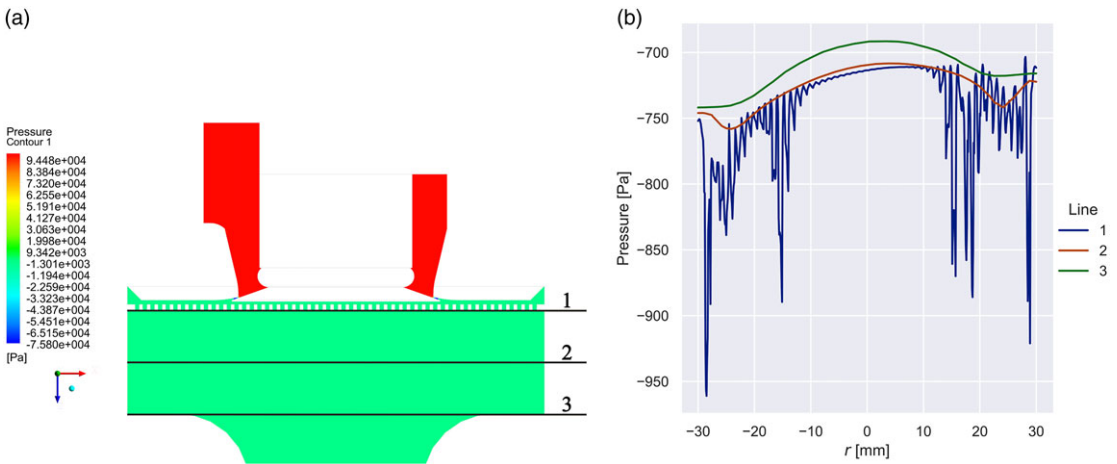 (a)
Pressure
Contour 1
9.448e+004
8.384e+004
7.320e+004
6.255e+004
5.191e+004
4.127e+004
3.063e+004
1.998e+004
9.342e+003
-1.301e+003
-1.194e+004
-2.259e+004
-3.323e+004
-4.387e+004
-5.451e+004
-6.515e+004
-7.580e+004
[Pa]
1
2
3
(b)
Pressure [Pa]
−700
−750
−800
−850
−900
−950
−30
−20
−10
0
10
20
30
r [mm]
Line
1
2
3